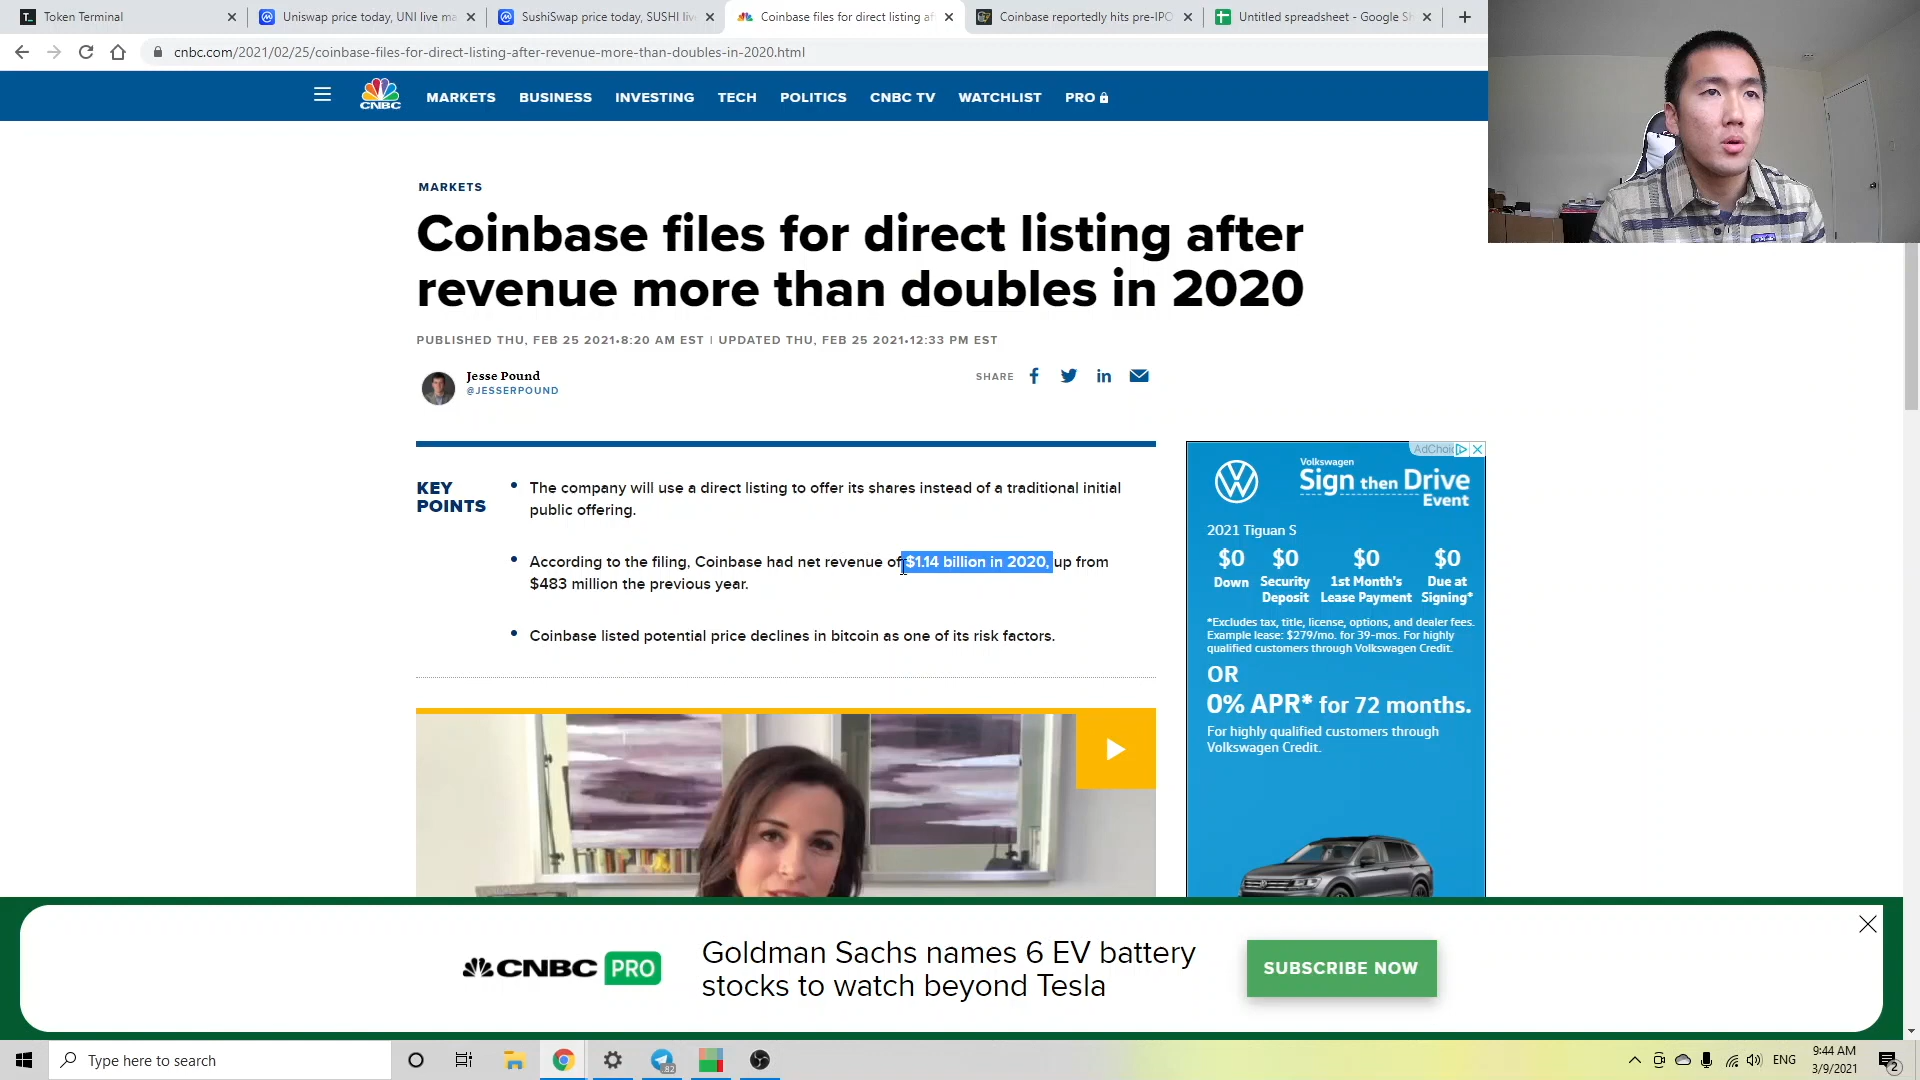 Token Terminal
Uniswap price today, UNI live ma
SushiSwap price today, SUSHI liv
Coinbase files for direct listing af
Coinbase reportedly hits pre-IPO
Untitled spreadsheet - Google Sh
cnbc.com/2021/02/25/coinbase-files-for-direct-listing-after-revenue-more-than-doubles-in-2020.html
CNBC
MARKETS BUSINESS INVESTING TECH POLITICS CNBC TV WATCHLIST PRO
MARKETS
Coinbase files for direct listing after
revenue more than doubles in 2020
PUBLISHED THU, FEB 25 2021•8:20 AM EST | UPDATED THU, FEB 25 2021•12:33 PM EST
Jesse Pound
@JESSERPOUND
SHARE
KEY
POINTS
The company will use a direct listing to offer its shares instead of a traditional initial
public offering.
According to the filing, Coinbase had net revenue of $1.14 billion in 2020, up from
$483 million the previous year.
Coinbase listed potential price declines in bitcoin as one of its risk factors.
AdChoic
Volkswagen
Sign then Drive
Event
2021 Tiguan S
$0 $0 $0 $0
Down Security 1st Month's Due at
Deposit Lease Payment Signing*
*Excludes tax, title, license, options, and dealer fees.
Example lease: $279/mo. for 39-mos. For highly
qualified customers through Volkswagen Credit.
OR
0% APR* for 72 months.
For highly qualified customers through
Volkswagen Credit.
CNBC PRO
Goldman Sachs names 6 EV battery
stocks to watch beyond Tesla
SUBSCRIBE NOW
Type here to search
82
ENG
9:44 AM
3/9/2021
2